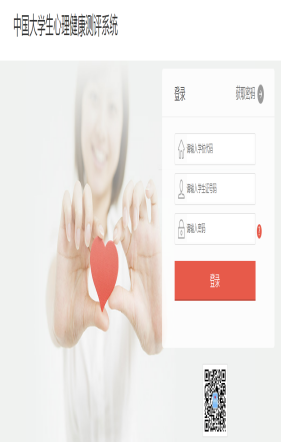 中国大学生心理健康测评系统
登录
获取密码
请输入学校代码
请输入学生证号码
请输入密码
登录